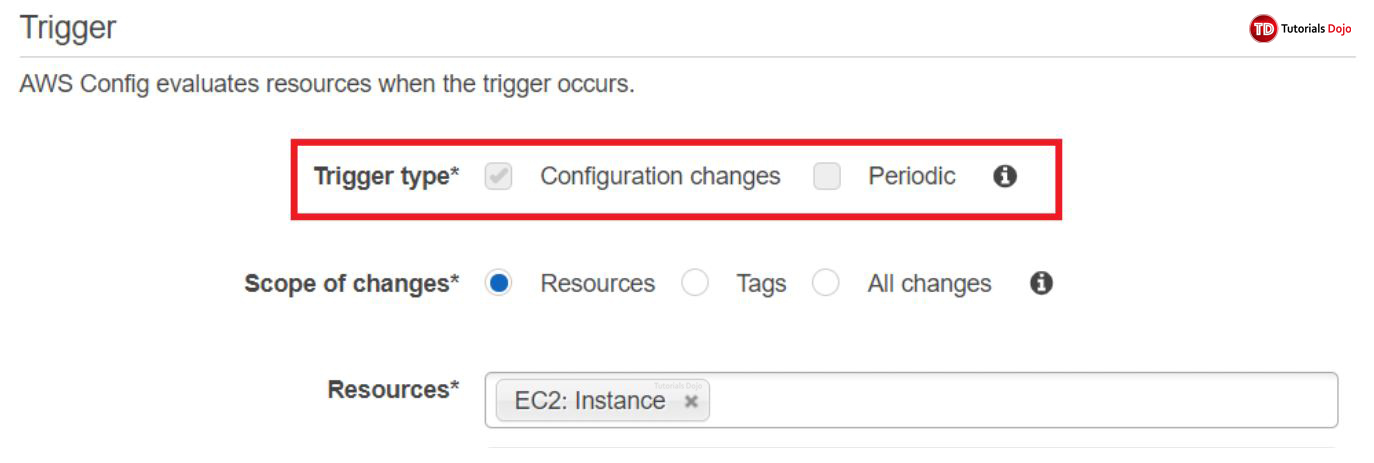 Trigger
TD Tutorials Dojo
AWS Config evaluates resources when the trigger occurs.
Trigger type* Configuration changes Periodic
Scope of changes* Resources Tags All changes
Resources* EC2: Instance
Tutorials Dojo